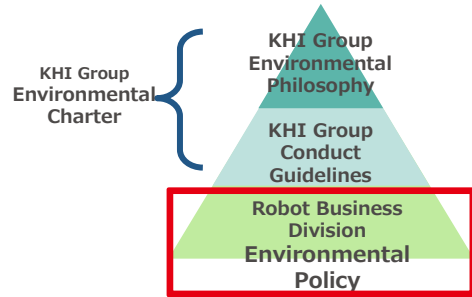 KHI Group
Environmental
Charter
KHI Group
Environmental
Philosophy
KHI Group
Conduct
Guidelines
Robot Business
Division
Environmental
Policy